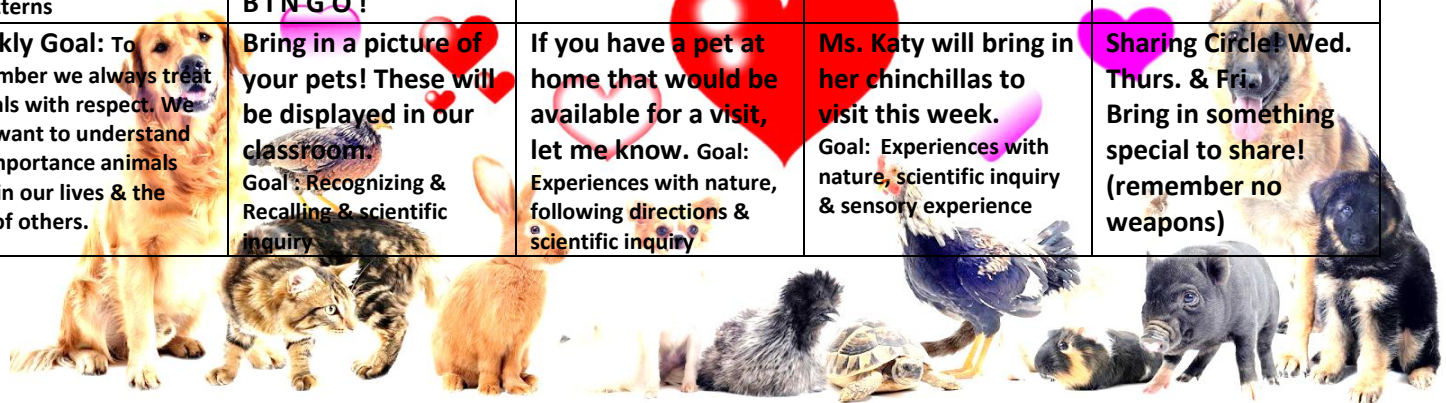 terns
BINGO!
kly Goal: To
mber we always treat
als with respect. We
want to understand
mportance animals
in our lives & the
of others.
Bring in a picture of
your pets! These will
be displayed in our
classroom.
Goal : Recognizing &
Recalling & scientific
inquiry
If you have a pet at
home that would be
available for a visit,
let me know. Goal:
Experiences with nature,
following directions &
scientific inquiry
Ms. Katy will bring in
her chinchillas to
visit this week.
Goal: Experiences with
nature, scientific inquiry
& sensory experience
Sharing Circle! Wed.
Thurs. & Fri.
Bring in something
special to share!
(remember no
weapons)